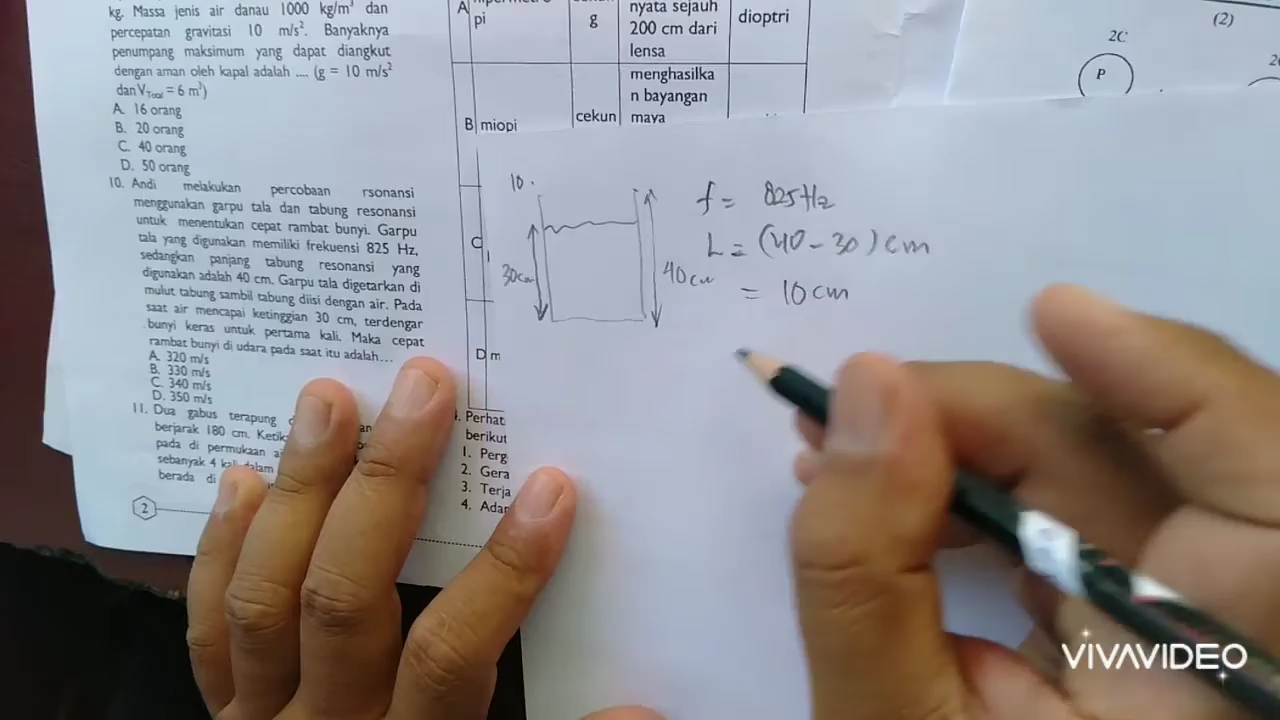 kg. Massa jenis air danau 1000 kg/m³ dan
percepatan gravitasi 10 m/s². Banyaknya
penumpang maksimum yang dapat diangkut
dengan aman oleh kapal adalah .... (g = 10 m/s²
dan V_Total = 6 m³)
A. 16 orang
B. 20 orang
C. 40 orang
D. 50 orang
10. Andi melakukan percobaan rsonansi
menggunakan garpu tala dan tabung resonansi
untuk menentukan cepat rambat bunyi. Garpu
tala yang digunakan memiliki frekuensi 825 Hz,
sedangkan panjang tabung resonansi yang
digunakan adalah 40 cm. Garpu tala digetarkan di
mulut tabung sambil tabung diisi dengan air. Pada
saat air mencapai ketinggian 30 cm, terdengar
bunyi keras untuk pertama kali. Maka cepat
rambat bunyi di udara pada saat itu adalah...
A. 320 m/s
B. 330 m/s
C. 340 m/s
D. 350 m/s
11. Dua gabus terapung
berjarak 180 cm.
pada di permukaan
sebanyak 4 kali dalam
berada di
2
A pi g nyata sejauh dioptri
200 cm dari
lensa
menghasilka
n bayangan
B miopi cekun maya
C
D m
Perhat
berikut
1. Perg
2. Gera
3. Terja
4. Adan
(2)
2C
P
10.
30cm
40cm
f = 825 Hz
L = (40 - 30) cm
= 10 cm
VIVAVIDEO